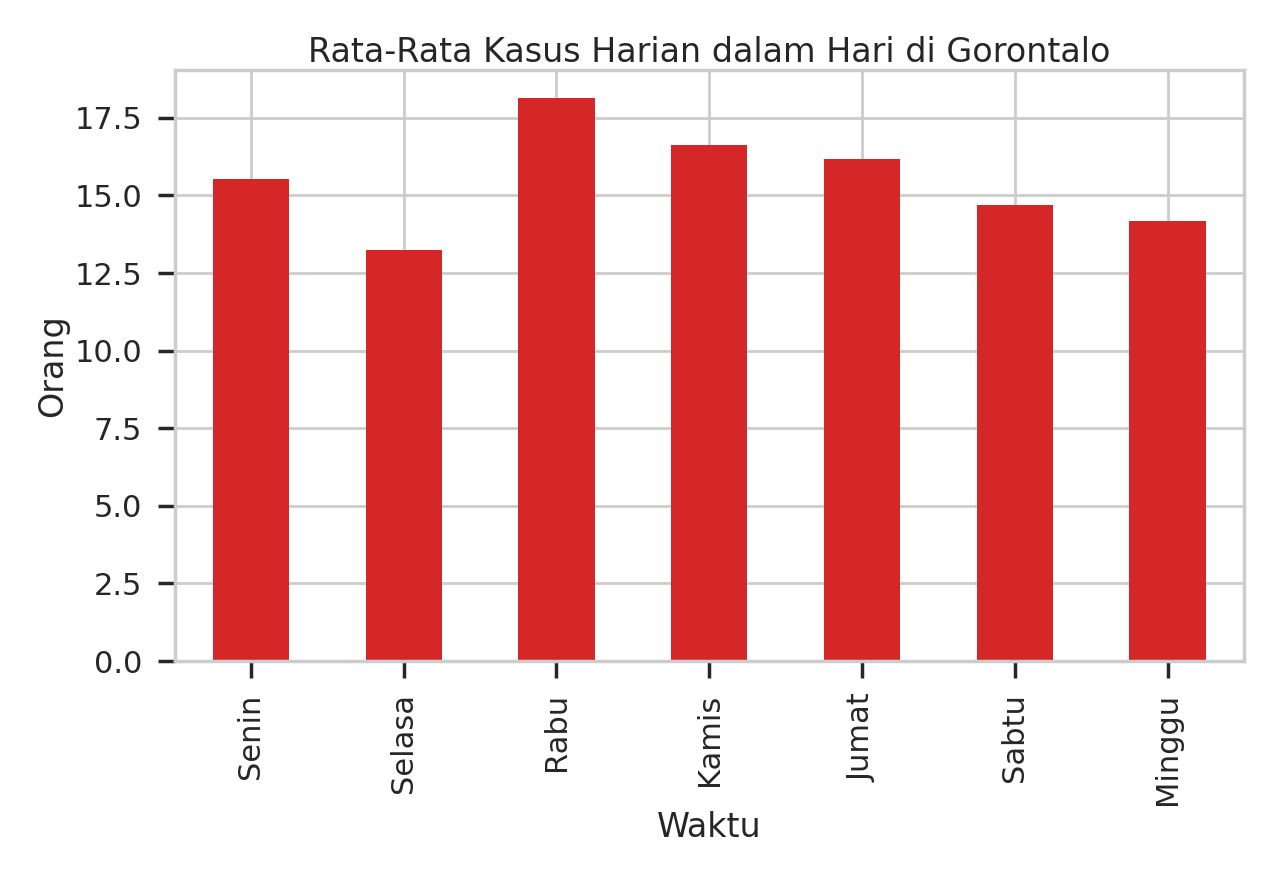 Rata-Rata Kasus Harian dalam Hari di Gorontalo
Orang
17.5
15.0
12.5
10.0
7.5
5.0
2.5
0.0
Senin
Selasa
Rabu
Kamis
Jumat
Sabtu
Minggu
Waktu